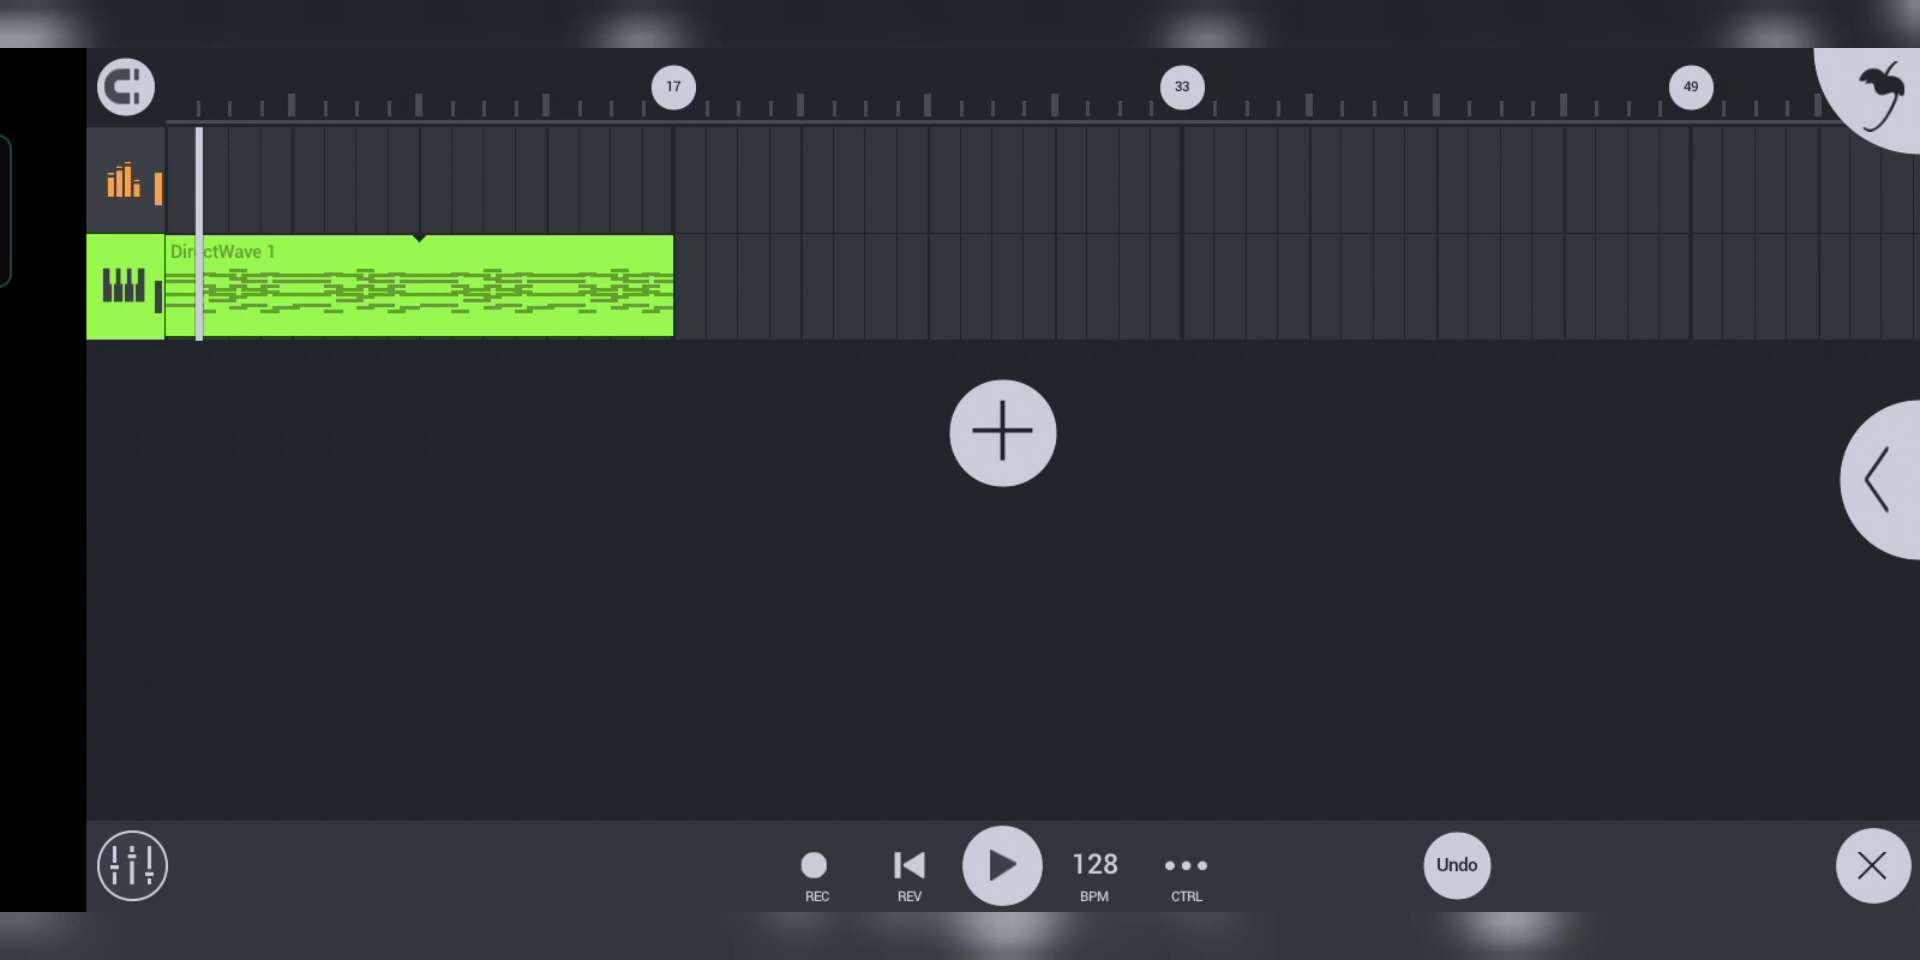 17
33
49
DirectWave 1
128
Undo
REC
REV
BPM
CTRL